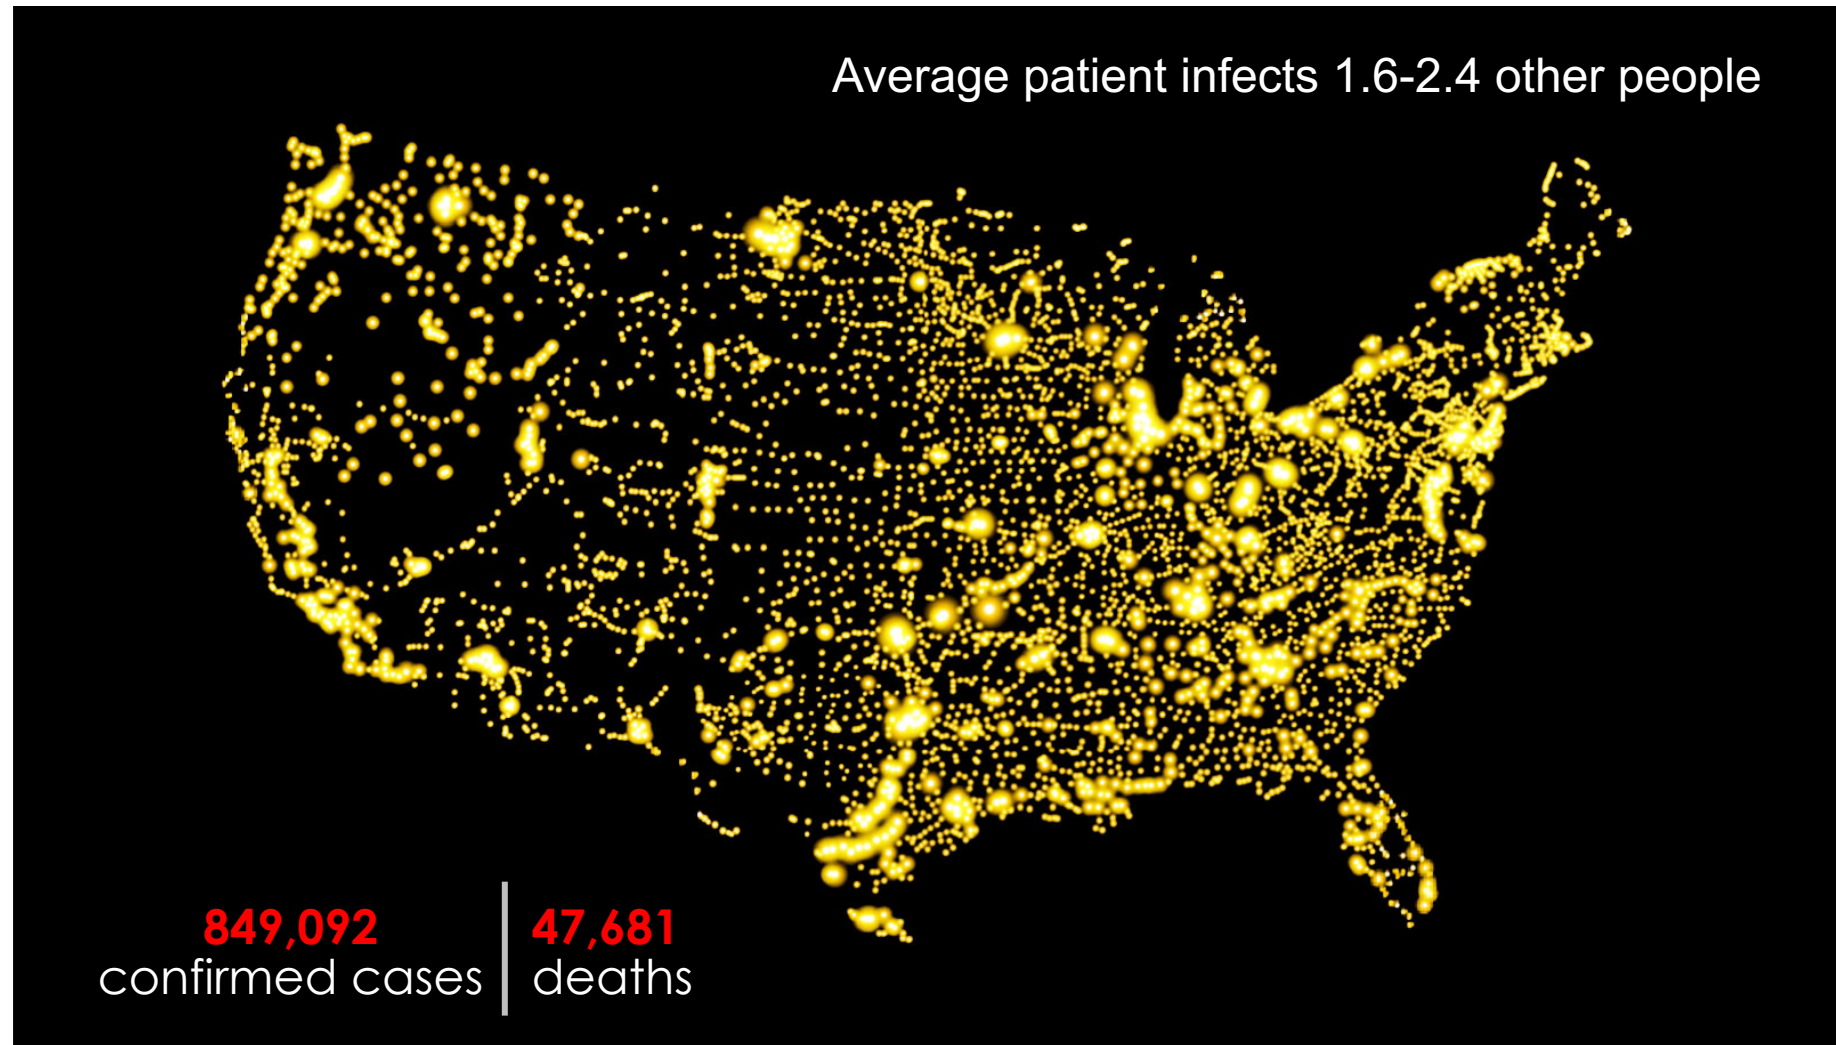 Average patient infects 1.6-2.4 other people
849,092
confirmed cases
47,681
deaths